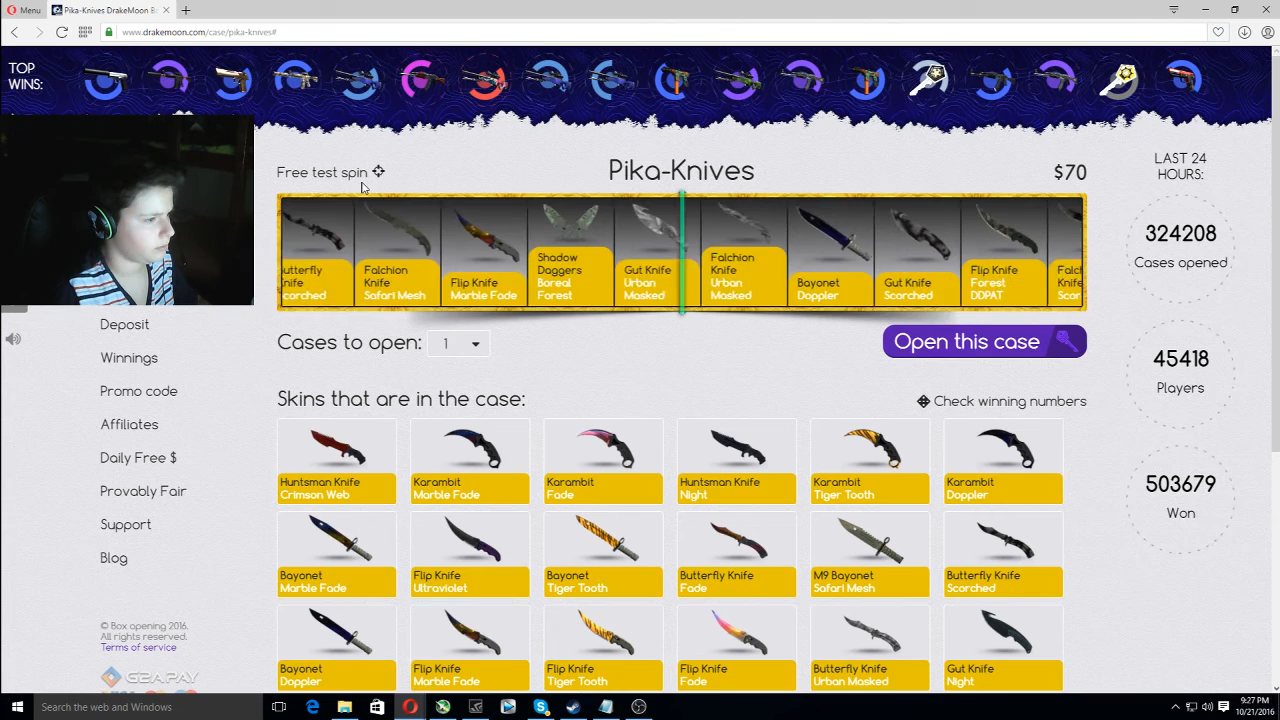 Menu
Pika-Knives DrakeMoon B
www.drakemoon.com/case/pika-knives#
TOP
WINS:
Free test spin
Pika-Knives
$70
LAST 24
HOURS:
324208
Cases opened
45418
Players
503679
Won
utterfly
Knife
Scorched
Falchion
Knife
Safari Mesh
Flip Knife
Marble Fade
Shadow
Daggers
Boreal
Forest
Gut Knife
Urban
Masked
Falchion
Knife
Urban
Masked
Bayonet
Doppler
Gut Knife
Scorched
Flip Knife
Forest
DDPAT
Falch
Knife
Scor
Cases to open: 1
Open this case
Deposit
Winnings
Promo code
Affiliates
Daily Free $
Provably Fair
Support
Blog
Skins that are in the case:
Check winning numbers
Huntsman Knife
Crimson Web
Karambit
Marble Fade
Karambit
Fade
Huntsman Knife
Night
Karambit
Tiger Tooth
Karambit
Doppler
Bayonet
Marble Fade
Flip Knife
Ultraviolet
Bayonet
Tiger Tooth
Butterfly Knife
Fade
M9 Bayonet
Safari Mesh
Butterfly Knife
Scorched
Bayonet
Doppler
Flip Knife
Marble Fade
Flip Knife
Tiger Tooth
Flip Knife
Fade
Butterfly Knife
Urban Masked
Gut Knife
Night
© Box opening 2016.
All rights reserved.
Terms of service
G2A PAY
Search the web and Windows
9:27 PM
10/21/2016